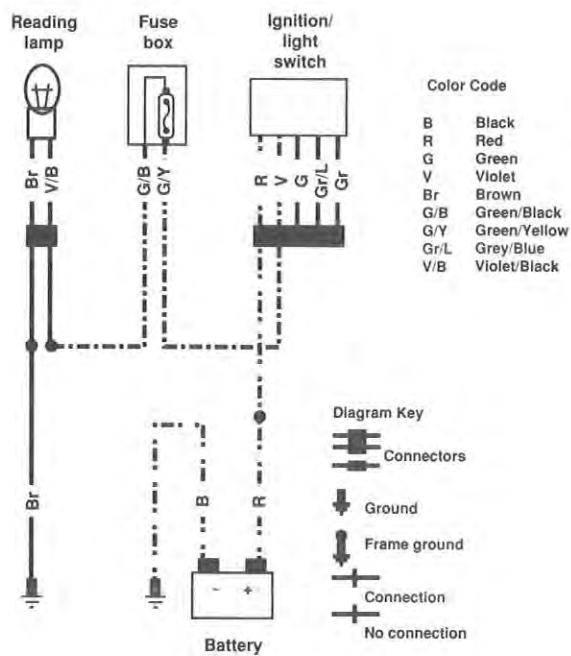 Reading
lamp
Fuse
box
Ignition/
light
switch
Br
V/B
G/B
G/Y
R
V
G
Gr/L
Gr
Color Code
B Black
R Red
G Green
V Violet
Br Brown
G/B Green/Black
G/Y Green/Yellow
Gr/L Grey/Blue
V/B Violet/Black
Diagram Key
Connectors
Ground
Frame ground
Connection
No connection
Br
B
R
- +
Battery